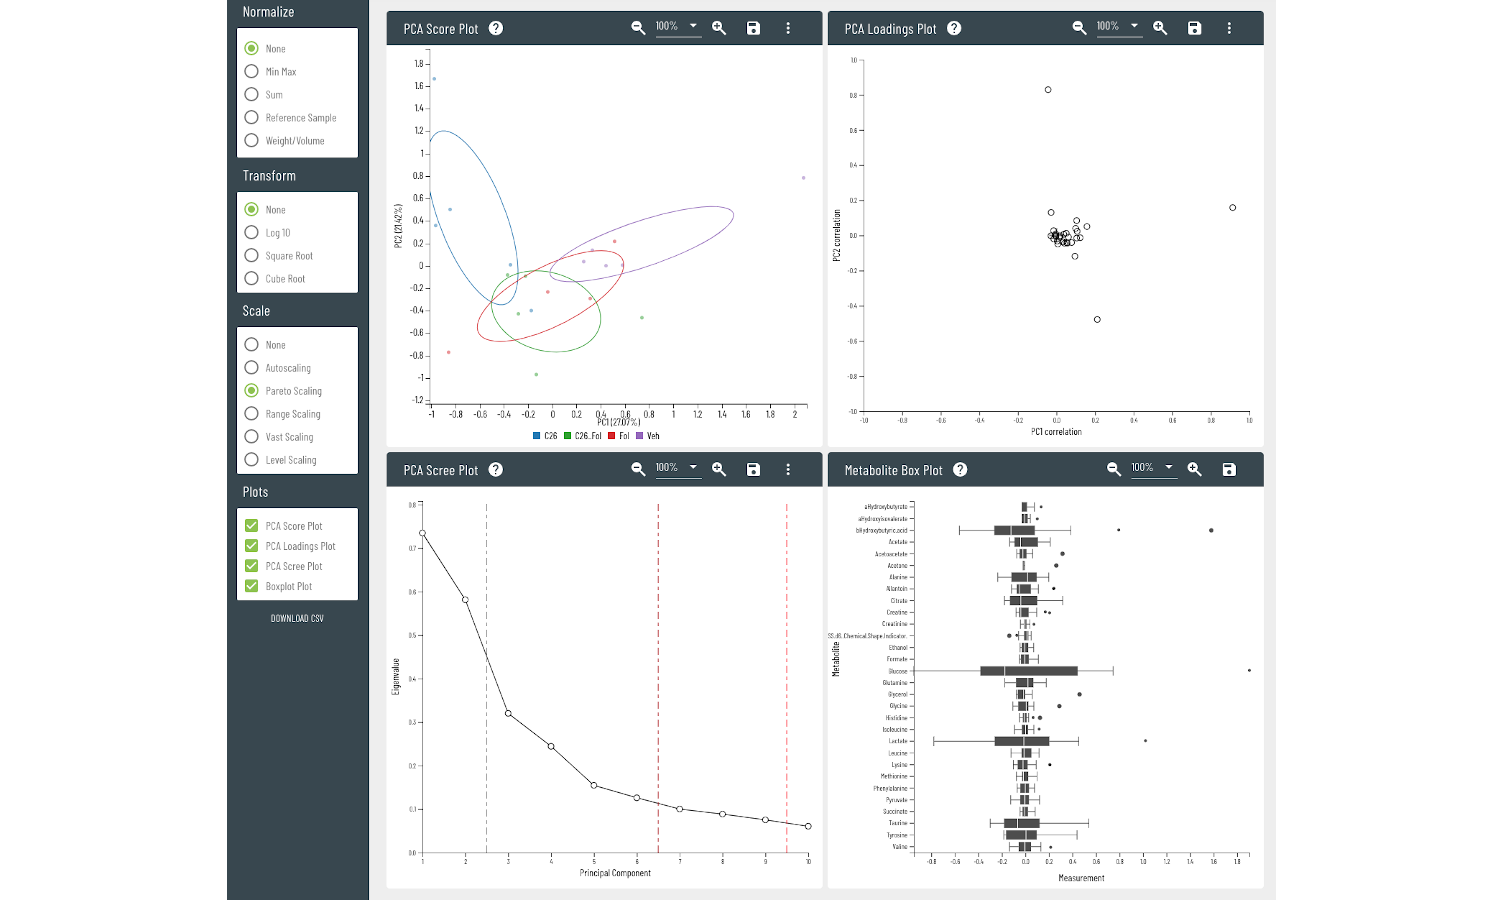 Normalize
None
Min Max
Sum
Reference Sample
Weight/Volume
Transform
None
Log 10
Square Root
Cube Root
Scale
None
Autoscaling
Pareto Scaling
Range Scaling
Vast Scaling
Level Scaling
Plots
PCA Score Plot
PCA Loadings Plot
PCA Scree Plot
Boxplot Plot
DOWNLOAD CSV
PCA Score Plot ? 100%
1.8
1.6
1.4
1.2
1
0.8
0.6
0.4
0.2
0
-0.2
-0.4
-0.6
-0.8
-1
-1.2
PC2 (21.42%)
-1 -0.8 -0.6 -0.4 -0.2 0 0.2 0.4 0.6 0.8 1 1.2 1.4 1.6 1.8 2
PC1 (27.07%)
C26 C26_Fol Fol Veh
PCA Loadings Plot ? 100%
1.0
0.8
0.6
0.4
0.2
0.0
-0.2
-0.4
-0.6
-0.8
-1.0
PC2 correlation
-1.0 -0.8 -0.6 -0.4 -0.2 0.0 0.2 0.4 0.6 0.8 1.0
PC1 correlation
PCA Scree Plot ? 100%
0.8
0.7
0.6
0.5
0.4
0.3
0.2
0.1
0.0
Eigenvalue
1 2 3 4 5 6 7 8 9 10
Principal Component
Metabolite Box Plot ? 100%
aHydroxybutyrate
aHydroxyisovalerate
bHydroxybutyric.acid
Acetate
Acetoacetate
Acetone
Alanine
Allantoin
Citrate
Creatine
Creatinine
SS.d6..Chemical.Shape.Indicator.
Ethanol
Formate
Glucose
Glutamine
Glycerol
Glycine
Histidine
Isoleucine
Lactate
Leucine
Lysine
Methionine
Phenylalanine
Pyruvate
Succinate
Taurine
Tyrosine
Valine
Metabolite
-0.8 -0.6 -0.4 -0.2 0.0 0.2 0.4 0.6 0.8 1.0 1.2 1.4 1.6 1.8
Measurement